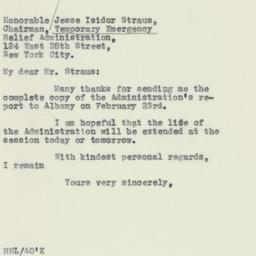 Honorable Jesse Isidor Straus,
Chairman, Temporary Emergency
Relief Administration,
124 East 28th Street,
New York City.
My dear Mr. Straus:
Many thanks for sending me the
complete copy of the Administration's re-
port to Albany on February 23rd.
I am hopeful that the life of
the Administration will be extended at the
session today or tomorrow.
With kindest personal regards,
I remain
Yours very sincerely,
HHL/AO'K